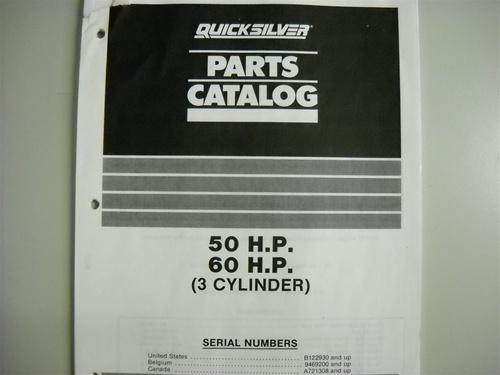 QUICKSILVER®
PARTS
CATALOG
50 H.P.
60 H.P.
(3 CYLINDER)
SERIAL NUMBERS
United States ........ B122930 and up
Belgium ........ 9469200 and up
Canada ........ A721308 and up